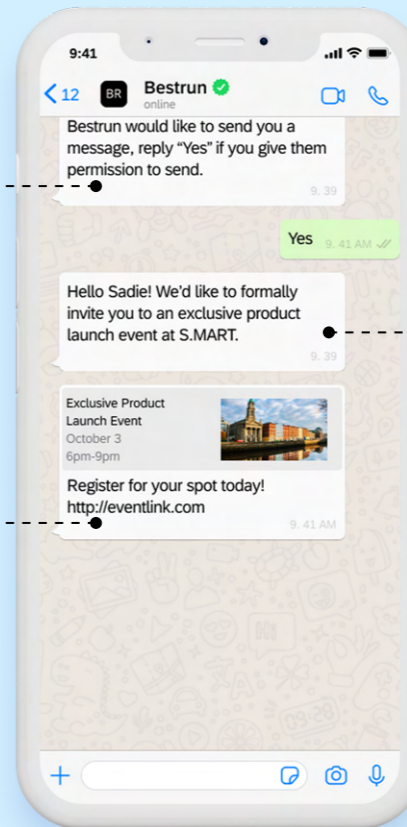 9:41
12
BR
Bestrun
online
Bestrun would like to send you a
message, reply “Yes” if you give them
permission to send.
9. 39
Yes 9. 41 AM
Hello Sadie! We’d like to formally
invite you to an exclusive product
launch event at S.MART.
9. 39
Exclusive Product
Launch Event
October 3
6pm-9pm
Register for your spot today!
http://eventlink.com
9. 41 AM
Hi
09:28